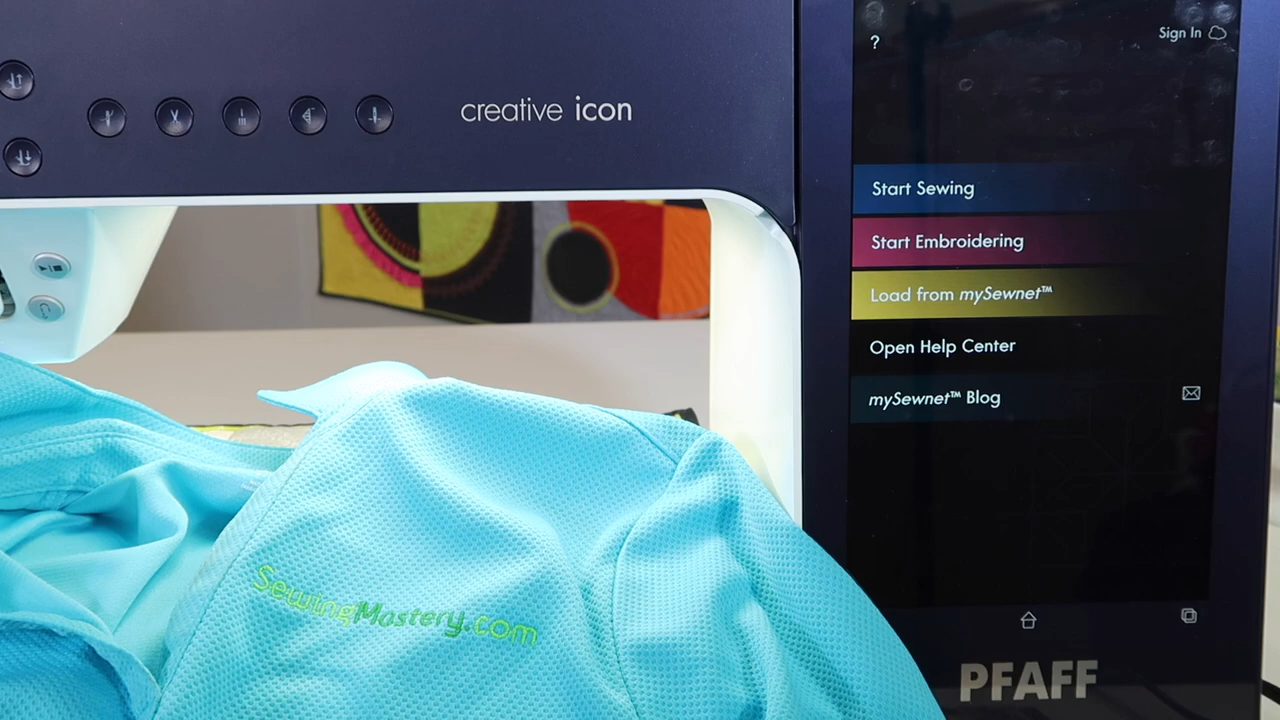 creative icon
?
Sign In
Start Sewing
Start Embroidering
Load from mySewnet™
Open Help Center
mySewnet™ Blog
SewingMastery.com
PFAFF